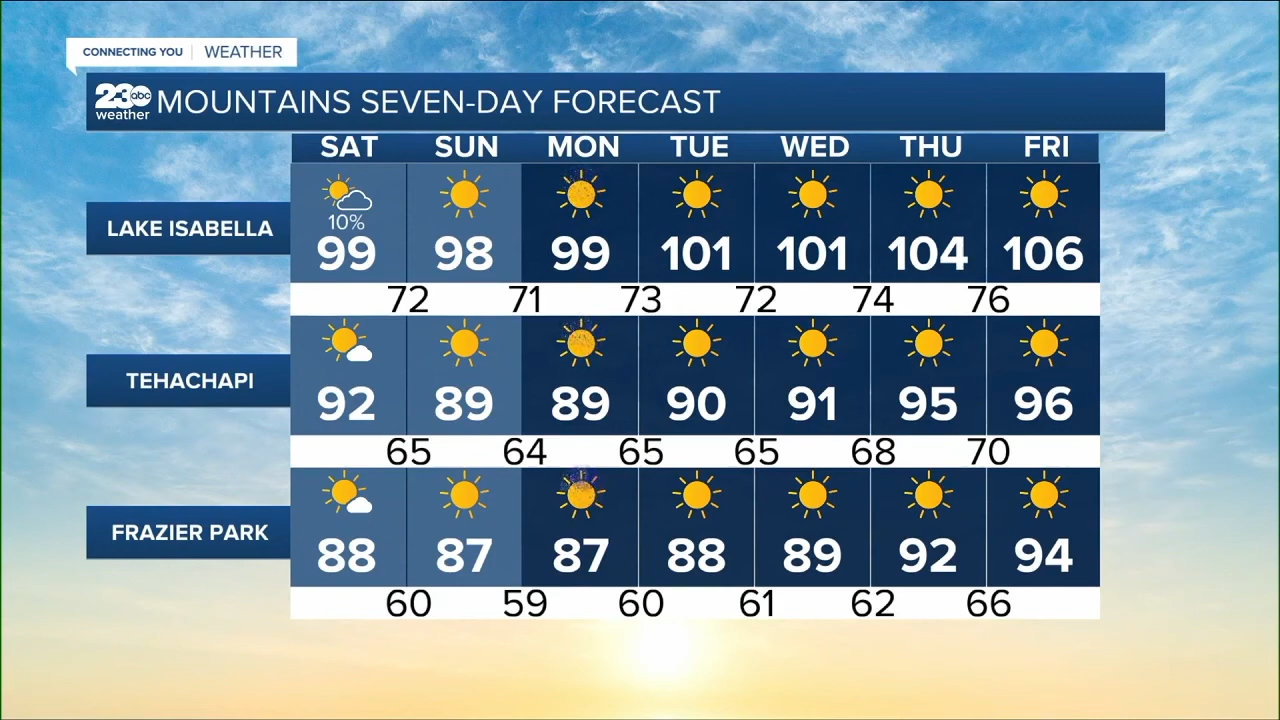 CONNECTING YOU | WEATHER
23 abc
weather
MOUNTAINS SEVEN-DAY FORECAST
SAT SUN MON TUE WED THU FRI
LAKE ISABELLA
10%
99 98 99 101 101 104 106
72 71 73 72 74 76
TEHACHAPI
92 89 89 90 91 95 96
65 64 65 65 68 70
FRAZIER PARK
88 87 87 88 89 92 94
60 59 60 61 62 66